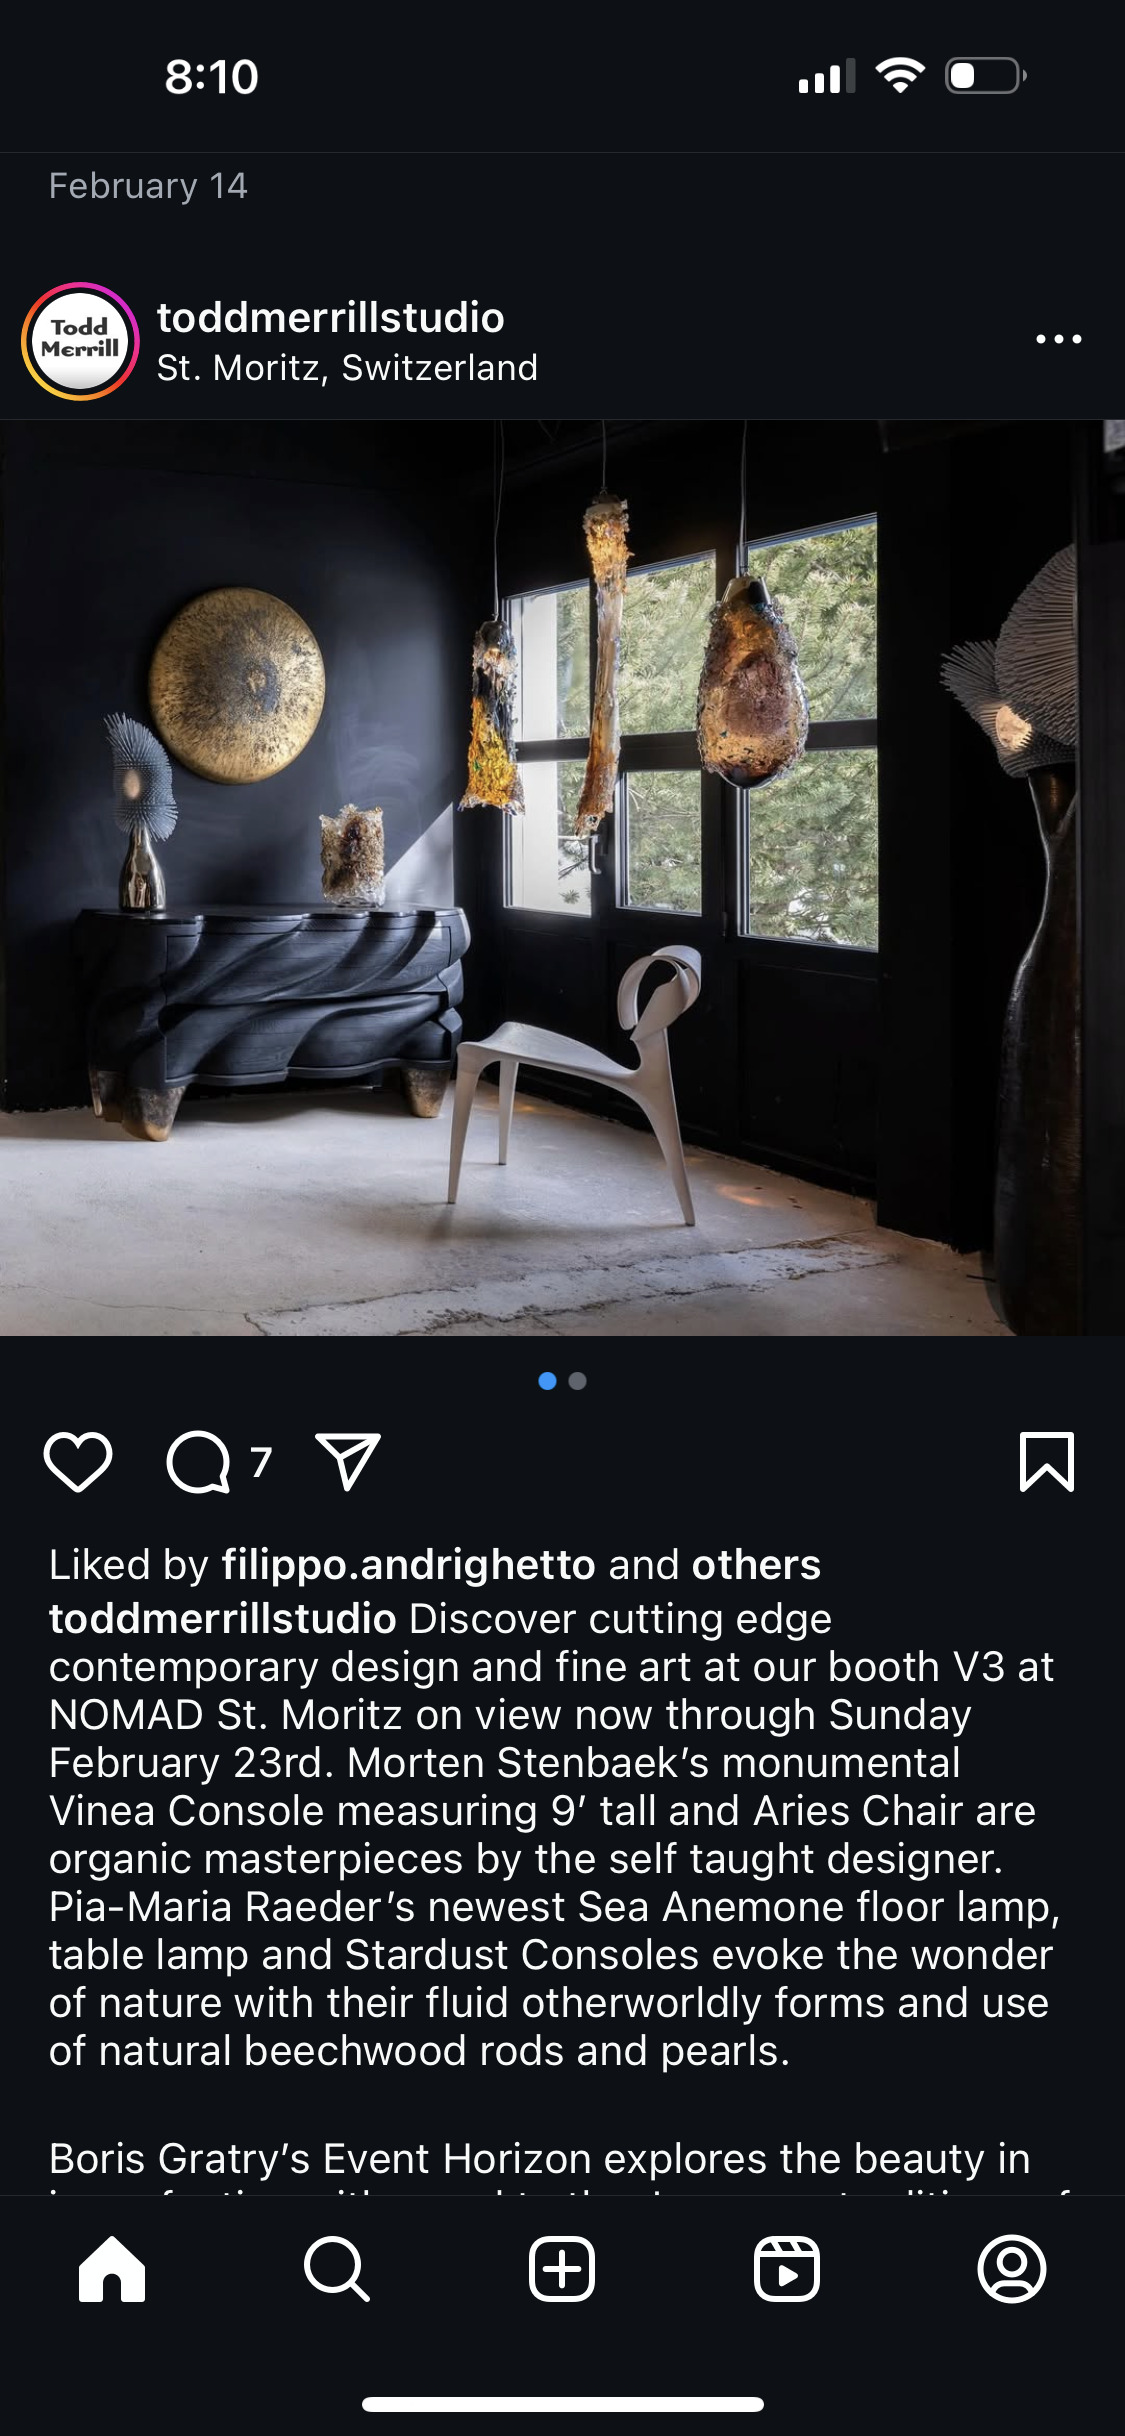 8:10
February 14
Todd
Merrill
toddmerrillstudio
St. Moritz, Switzerland
7
Liked by filippo.andrighetto and others
toddmerrillstudio Discover cutting edge
contemporary design and fine art at our booth V3 at
NOMAD St. Moritz on view now through Sunday
February 23rd. Morten Stenbaek’s monumental
Vinea Console measuring 9’ tall and Aries Chair are
organic masterpieces by the self taught designer.
Pia-Maria Raeder’s newest Sea Anemone floor lamp,
table lamp and Stardust Consoles evoke the wonder
of nature with their fluid otherworldly forms and use
of natural beechwood rods and pearls.
Boris Gratry’s Event Horizon explores the beauty in